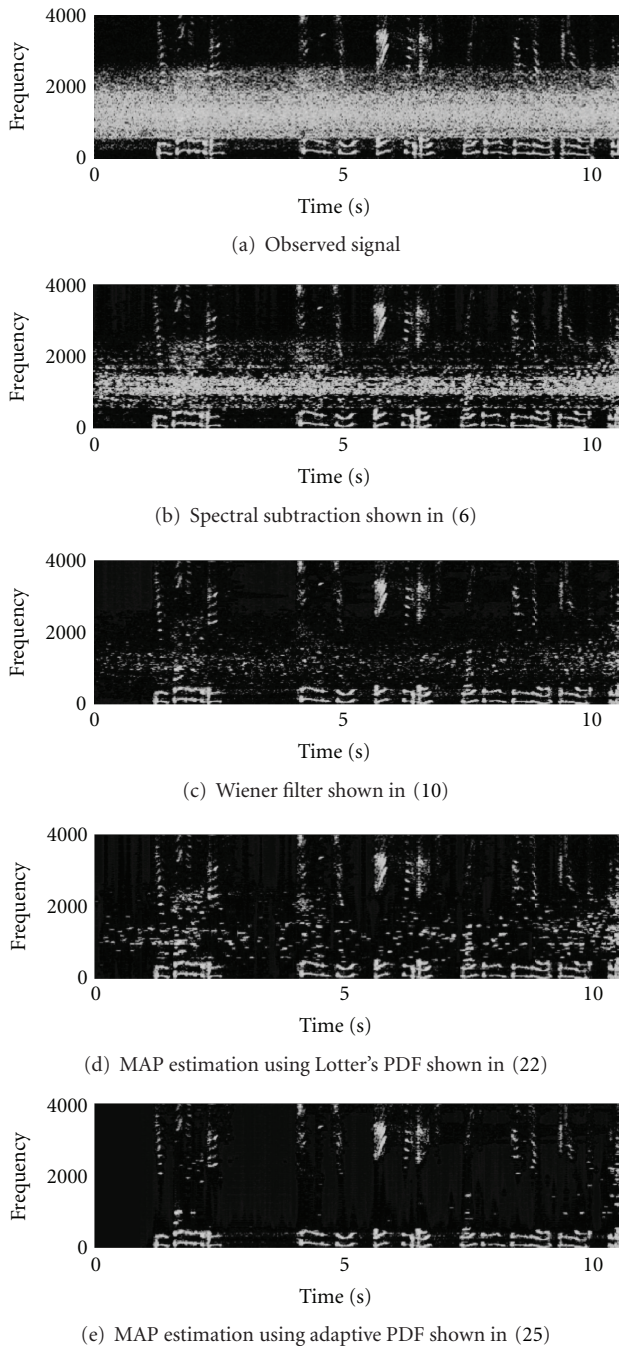 4000
2000
0
Frequency
0
5
10
Time (s)
(a) Observed signal
4000
2000
0
Frequency
0
5
10
Time (s)
(b) Spectral subtraction shown in (6)
4000
2000
0
Frequency
0
5
10
Time (s)
(c) Wiener filter shown in (10)
4000
2000
0
Frequency
0
5
10
Time (s)
(d) MAP estimation using Lotter's PDF shown in (22)
4000
2000
0
Frequency
0
5
10
Time (s)
(e) MAP estimation using adaptive PDF shown in (25)